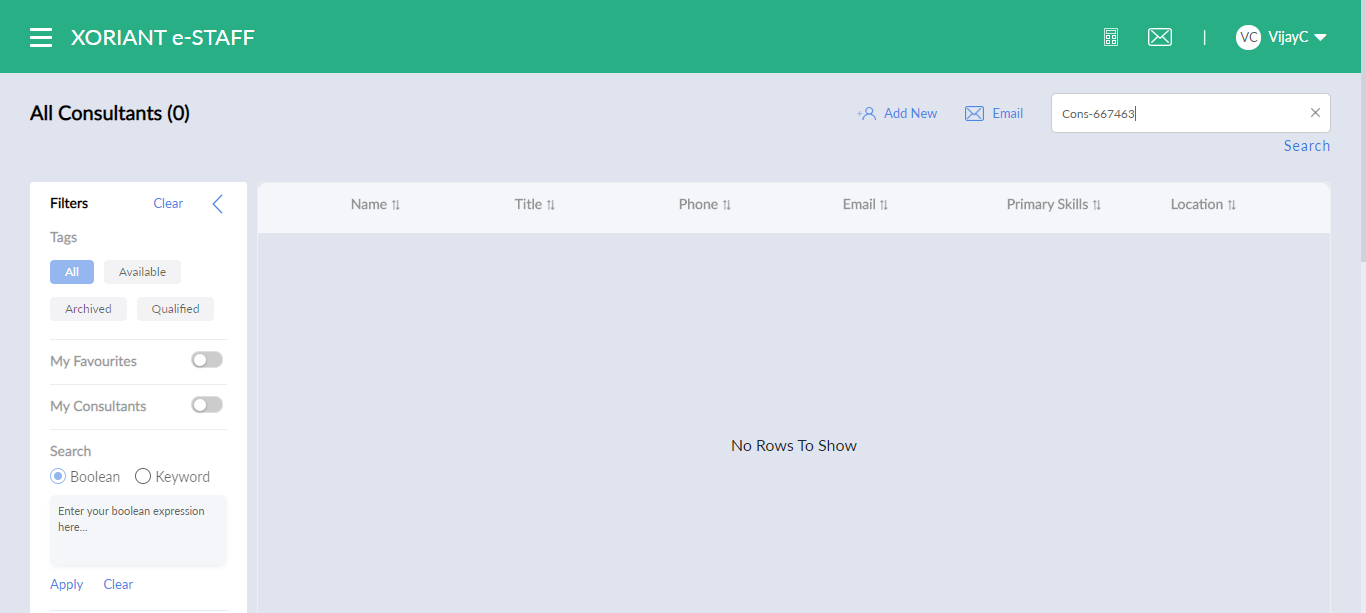 XORIANT e-STAFF
| VC VijayC
All Consultants (0)
Add New Email Cons-667463
Search
Filters Clear
Name Title Phone Email Primary Skills Location
Tags
All Available
Archived Qualified
My Favourites
My Consultants
Search
Boolean Keyword
Enter your boolean expression
here...
Apply Clear
No Rows To Show